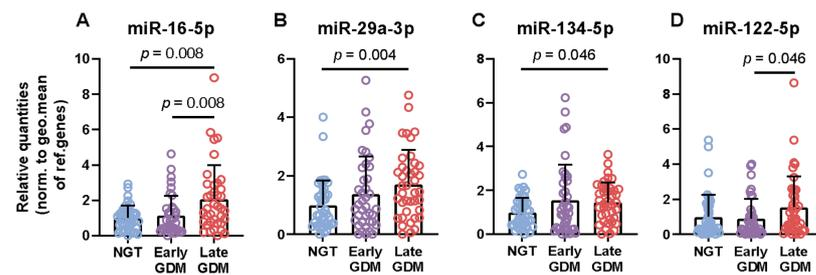 A
miR-16-5p
p = 0.008
p = 0.008
Relative quantities
(norm. to geo.mean
of ref.genes)
10
8
6
4
2
0
NGT
Early
GDM
Late
GDM
B
miR-29a-3p
p = 0.004
6
4
2
0
NGT
Early
GDM
Late
GDM
C
miR-134-5p
p = 0.046
8
6
4
2
0
NGT
Early
GDM
Late
GDM
D
miR-122-5p
p = 0.046
10
8
6
4
2
0
NGT
Early
GDM
Late
GDM